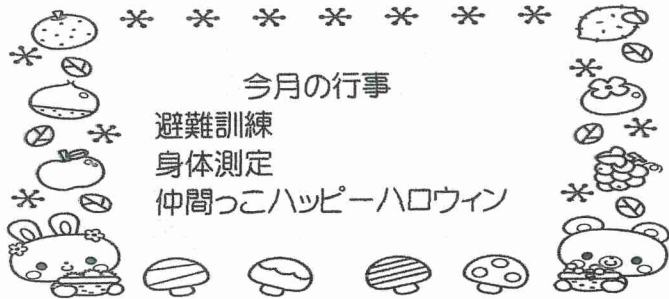 今月の行事
避難訓練
身体測定
仲間っこハッピーハロウィン